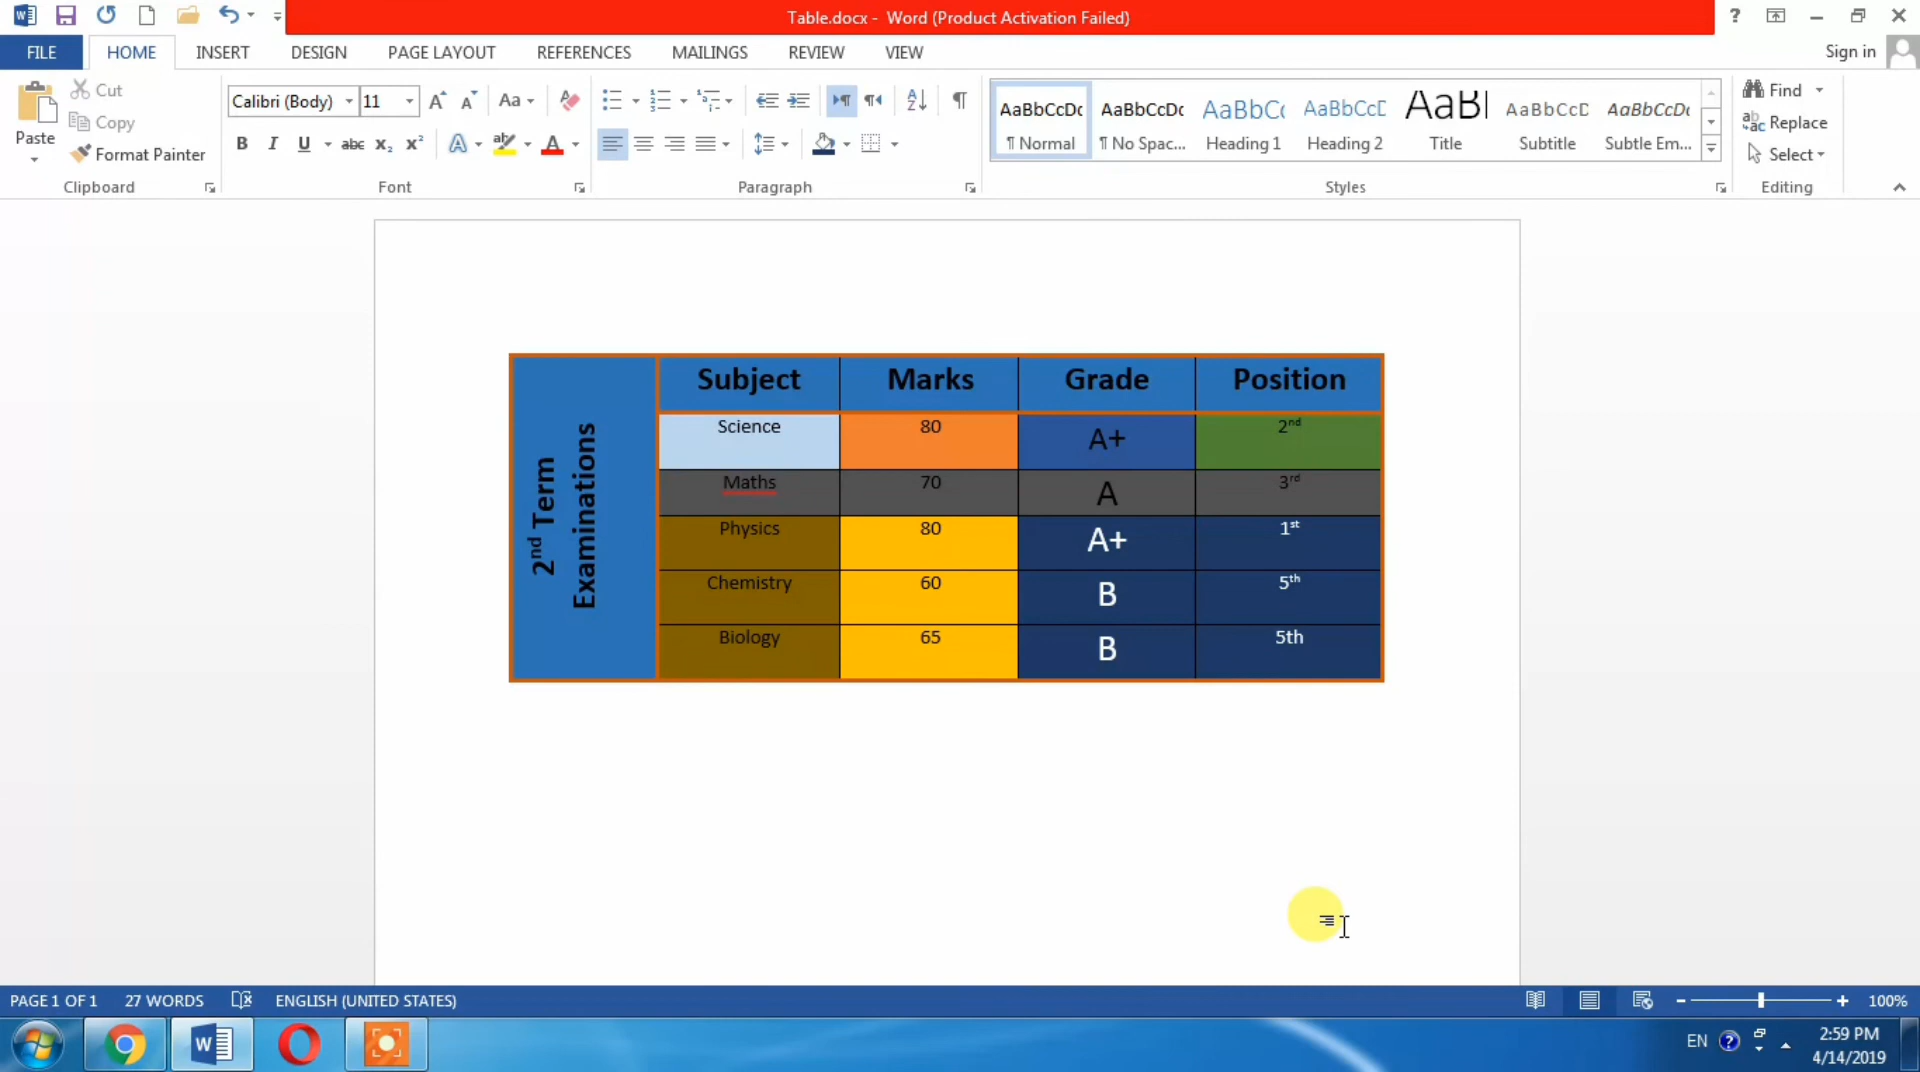 Table.docx - Word (Product Activation Failed)
?
FILE HOME INSERT DESIGN PAGE LAYOUT REFERENCES MAILINGS REVIEW VIEW Sign in
Paste
Cut
Copy
Format Painter
Clipboard
Calibri (Body) 11 A A Aa
B I U abc x₂ x² A aby A
Font
A Z ¶
Paragraph
AaBbCcDc AaBbCcDc AaBbCc AaBbCcD AaBl AaBbCcD AaBbCcDc
¶ Normal ¶ No Spac... Heading 1 Heading 2 Title Subtitle Subtle Em...
Styles
Find
Replace
Select
Editing
2nd Term
Examinations
Subject Marks Grade Position
Science 80 A+ 2nd
Maths 70 A 3rd
Physics 80 A+ 1st
Chemistry 60 B 5th
Biology 65 B 5th
PAGE 1 OF 1 27 WORDS ENGLISH (UNITED STATES) 100%
EN ? 2:59 PM
4/14/2019